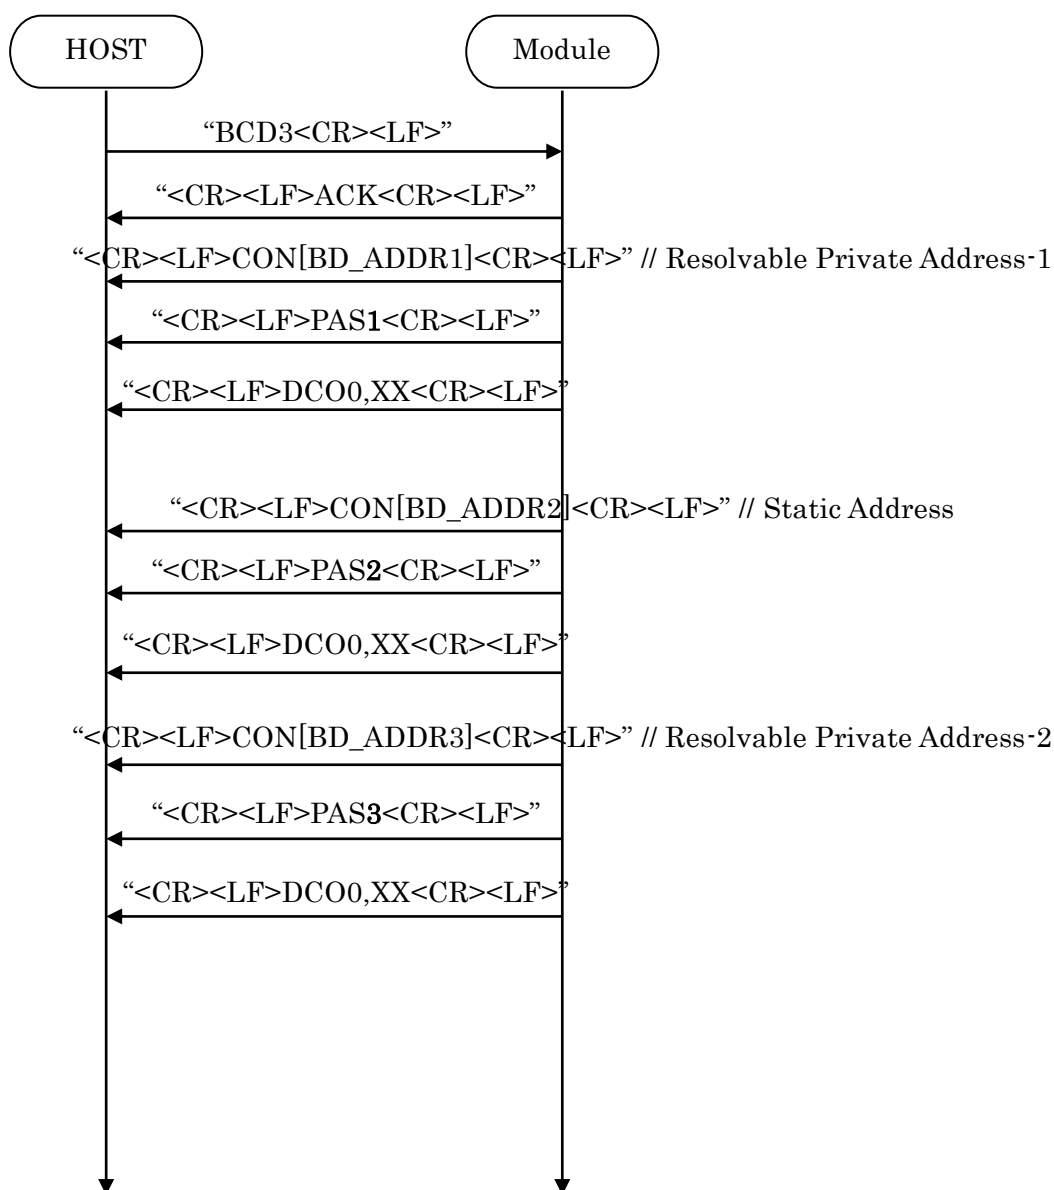 HOST Module
“BCD3<CR><LF>”
“<CR><LF>ACK<CR><LF>”
“<CR><LF>CON[BD_ADDR1]<CR><LF>” // Resolvable Private Address-1
“<CR><LF>PAS1<CR><LF>”
“<CR><LF>DCO0,XX<CR><LF>”
“<CR><LF>CON[BD_ADDR2]<CR><LF>” // Static Address
“<CR><LF>PAS2<CR><LF>”
“<CR><LF>DCO0,XX<CR><LF>”
“<CR><LF>CON[BD_ADDR3]<CR><LF>” // Resolvable Private Address-2
“<CR><LF>PAS3<CR><LF>”
“<CR><LF>DCO0,XX<CR><LF>”